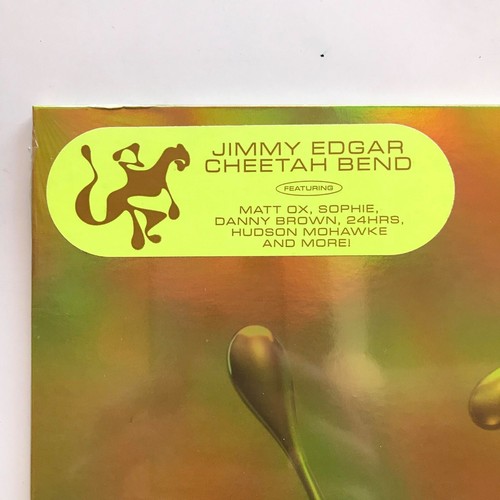 JIMMY EDGAR
CHEETAH BEND
FEATURING
MATT OX, SOPHIE,
DANNY BROWN, 24HRS,
HUDSON MOHAWKE
AND MORE!